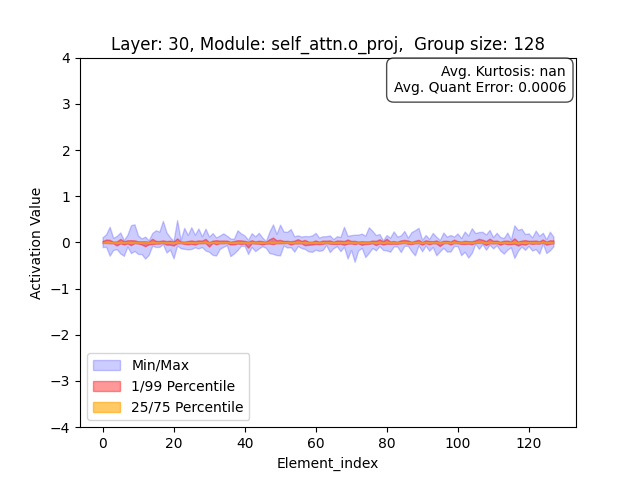 Layer: 30, Module: self_attn.o_proj,  Group size: 128
Avg. Kurtosis: nan
Avg. Quant Error: 0.0006
4
3
2
1
0
−1
−2
−3
−4
Activation Value
Min/Max
1/99 Percentile
25/75 Percentile
0 20 40 60 80 100 120
Element_index